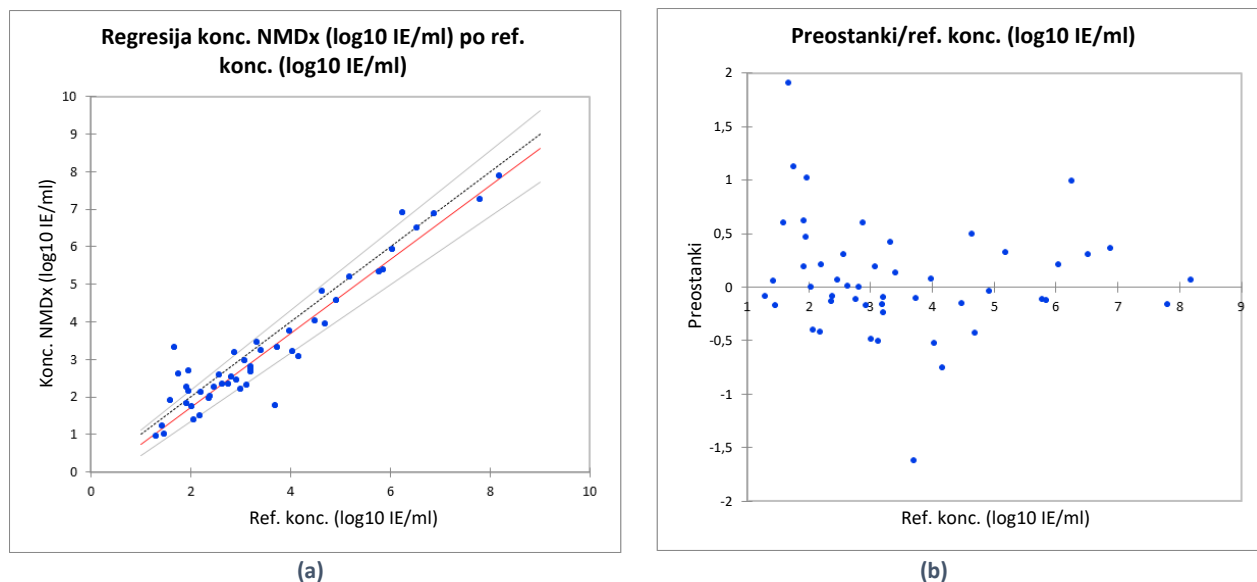 Regresija konc. NMDx (log10 IE/ml) po ref.
konc. (log10 IE/ml)
10
9
8
7
6
5
4
3
2
1
0
0 2 4 6 8 10
Konc. NMDx (log10 IE/ml)
Ref. konc. (log10 IE/ml)
(a)
Preostanki/ref. konc. (log10 IE/ml)
2
1,5
1
0,5
0
-0,5
-1
-1,5
-2
1 2 3 4 5 6 7 8 9
Preostanki
Ref. konc. (log10 IE/ml)
(b)